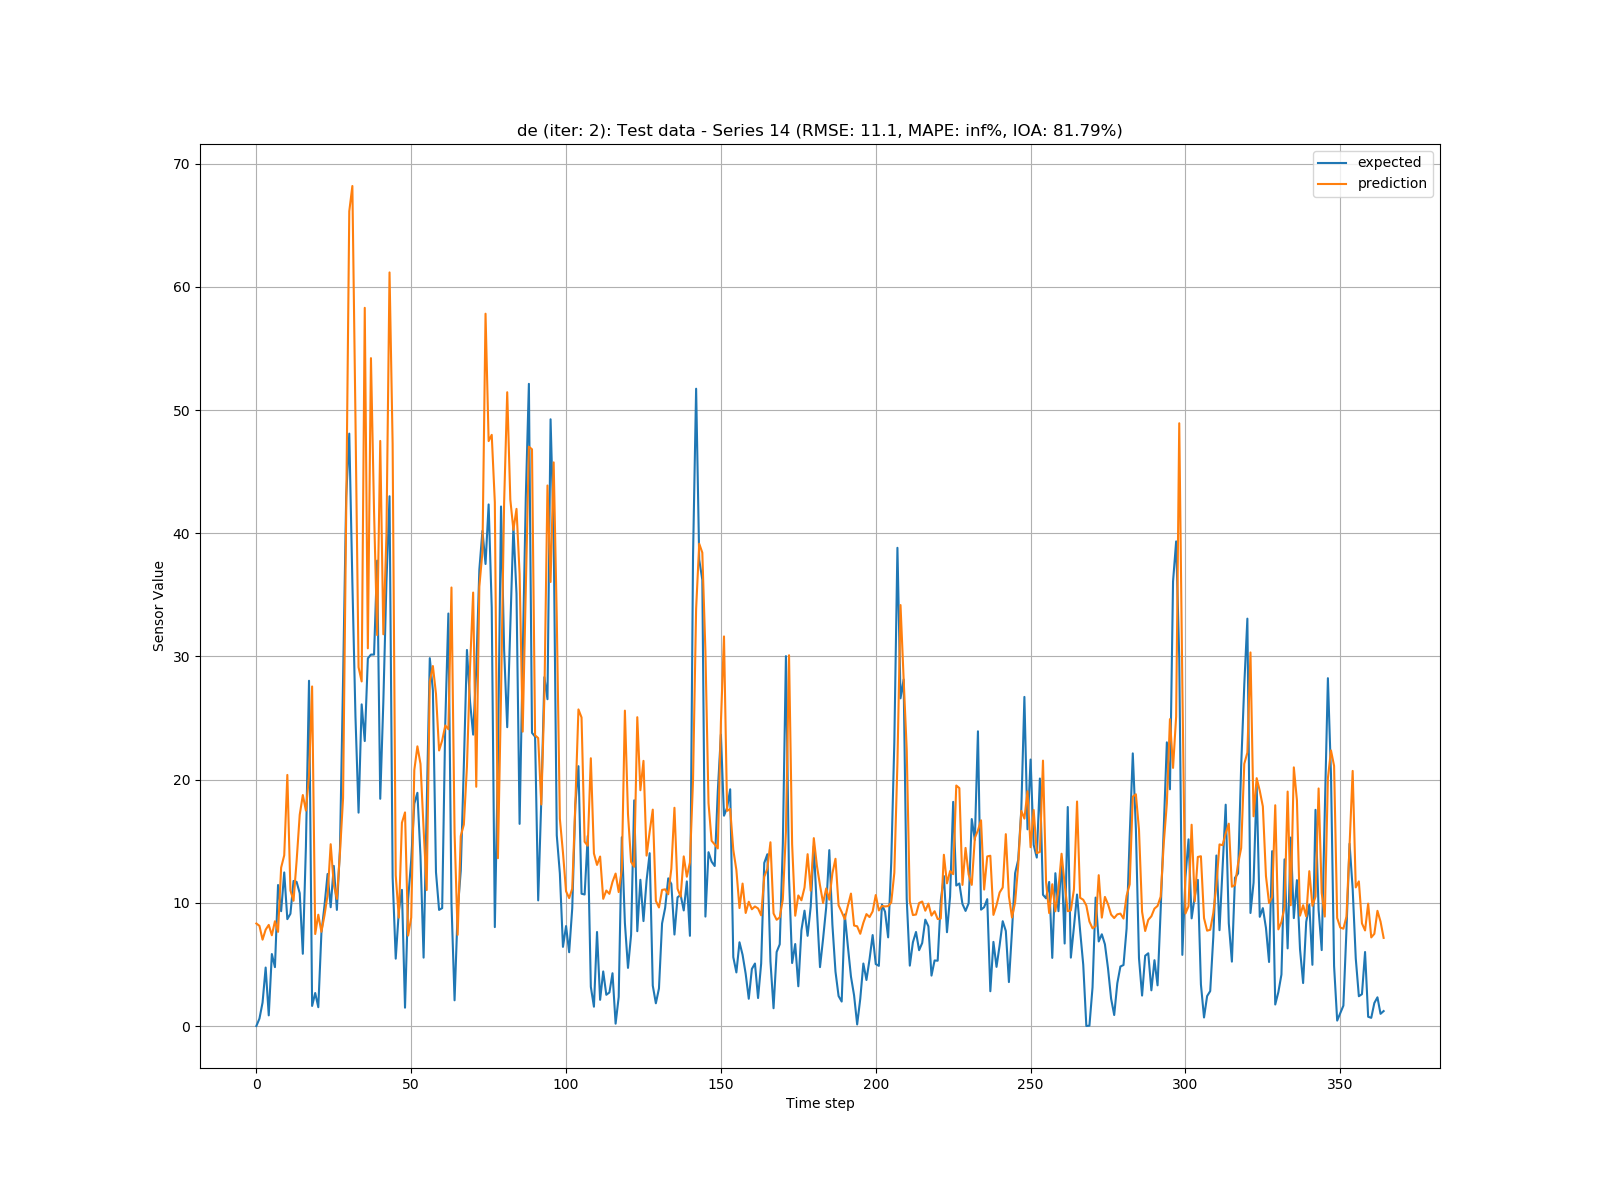 de (iter: 2): Test data - Series 14 (RMSE: 11.1, MAPE: inf%, IOA: 81.79%)
expected
prediction
70
60
50
40
30
20
10
0
Sensor Value
0 50 100 150 200 250 300 350
Time step